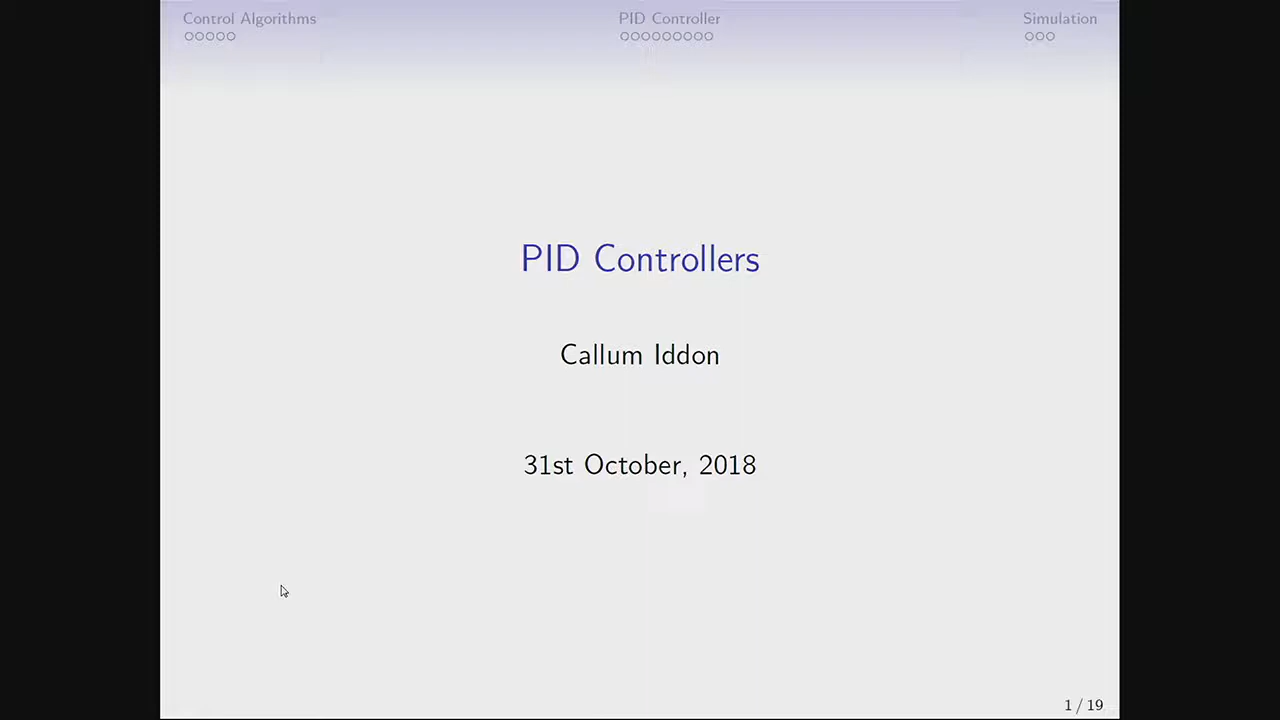 Control Algorithms
PID Controller
Simulation
PID Controllers
Callum Iddon
31st October, 2018
1 / 19